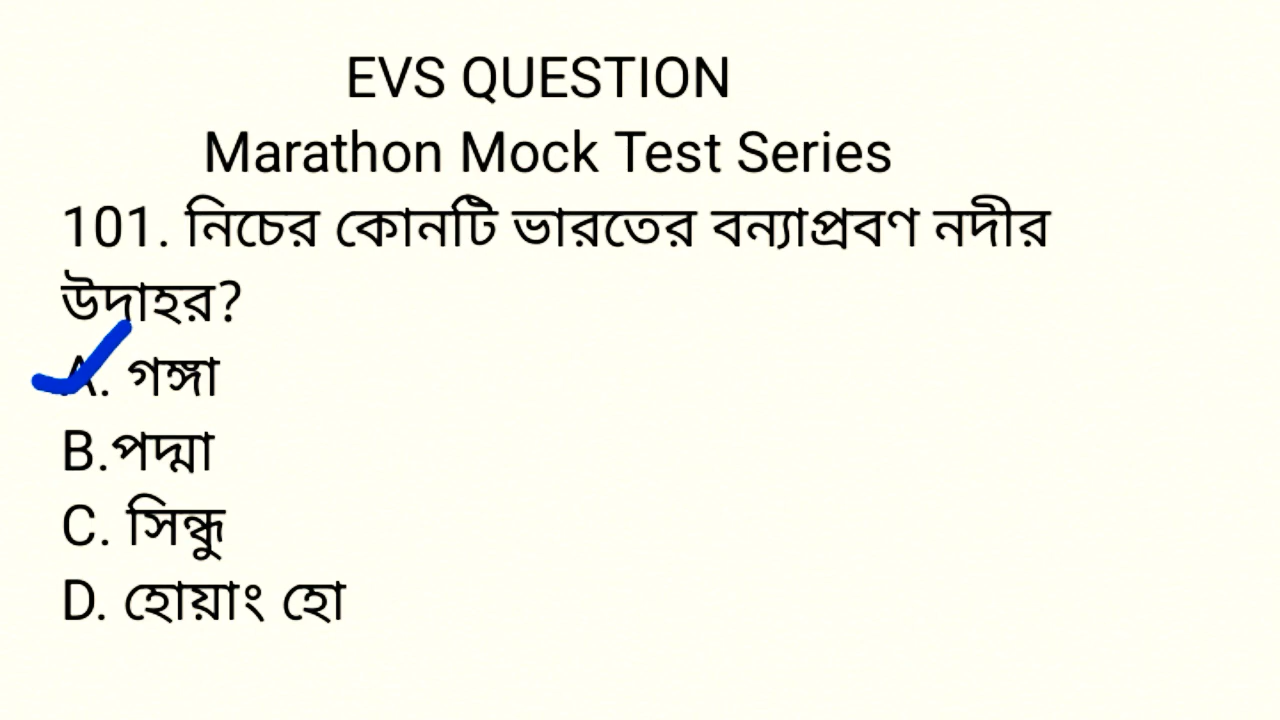 EVS QUESTION
Marathon Mock Test Series
101. নিচের কোনটি ভারতের বন্যাপ্রবণ নদীর
উদাহর?
A. গঙ্গা
B.পদ্মা
C. সিন্ধু
D. হোয়াং হো